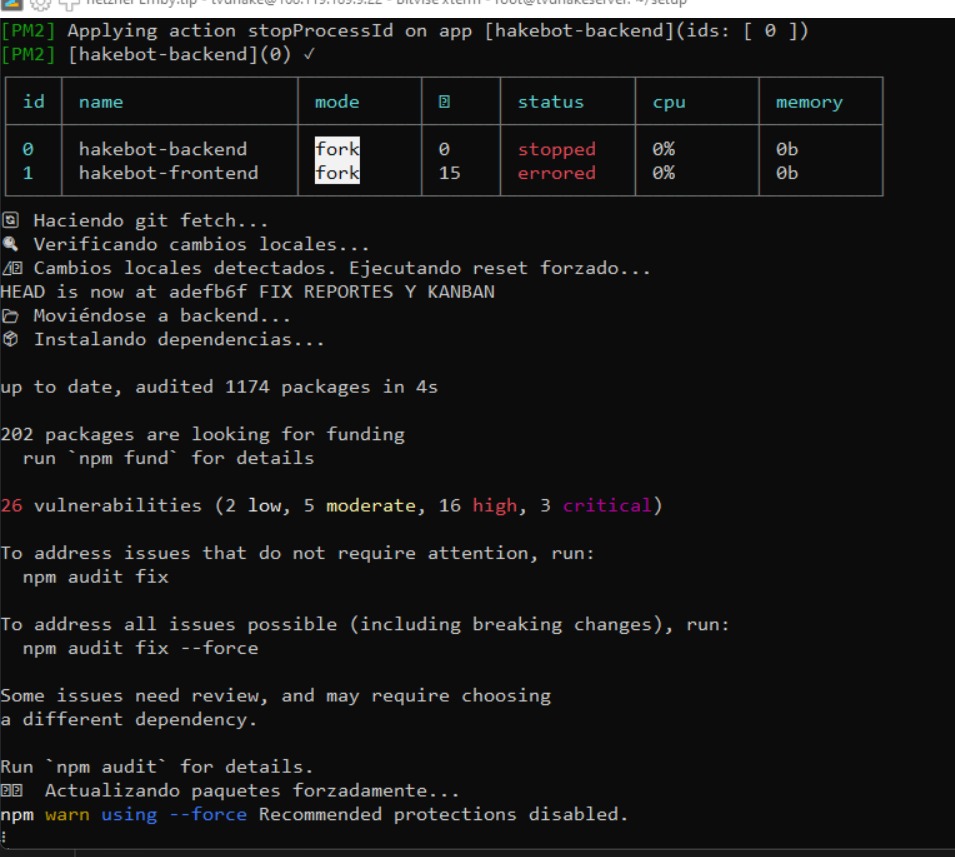 [PM2] Applying action stopProcessId on app [hakebot-backend](ids: [ 0 ])
[PM2] [hakebot-backend](0) ✓
id name mode status cpu memory
0 hakebot-backend fork 0 stopped 0% 0b
1 hakebot-frontend fork 15 errored 0% 0b
Haciendo git fetch...
Verificando cambios locales...
Cambios locales detectados. Ejecutando reset forzado...
HEAD is now at adefb6f FIX REPORTES Y KANBAN
Moviéndose a backend...
Instalando dependencias...
up to date, audited 1174 packages in 4s
202 packages are looking for funding
run `npm fund` for details
26 vulnerabilities (2 low, 5 moderate, 16 high, 3 critical)
To address issues that do not require attention, run:
npm audit fix
To address all issues possible (including breaking changes), run:
npm audit fix --force
Some issues need review, and may require choosing
a different dependency.
Run `npm audit` for details.
Actualizando paquetes forzadamente...
npm warn using --force Recommended protections disabled.